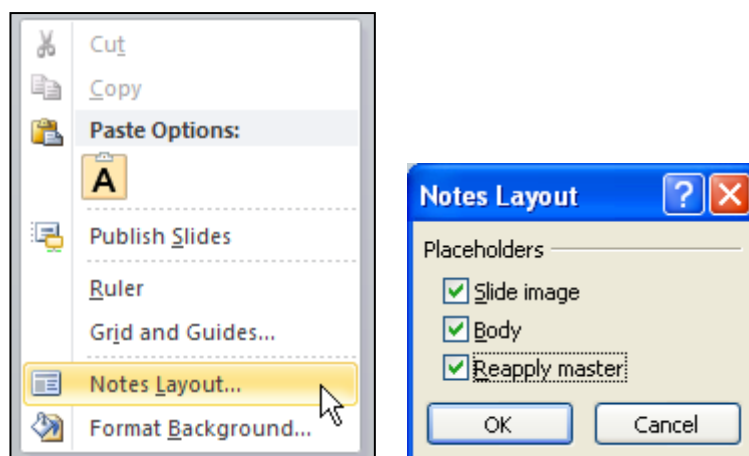 Cut
Copy
Paste Options:
A
Publish Slides
Ruler
Grid and Guides...
Notes Layout...
Format Background...
Notes Layout
?
Placeholders
Slide image
Body
Reapply master
OK
Cancel